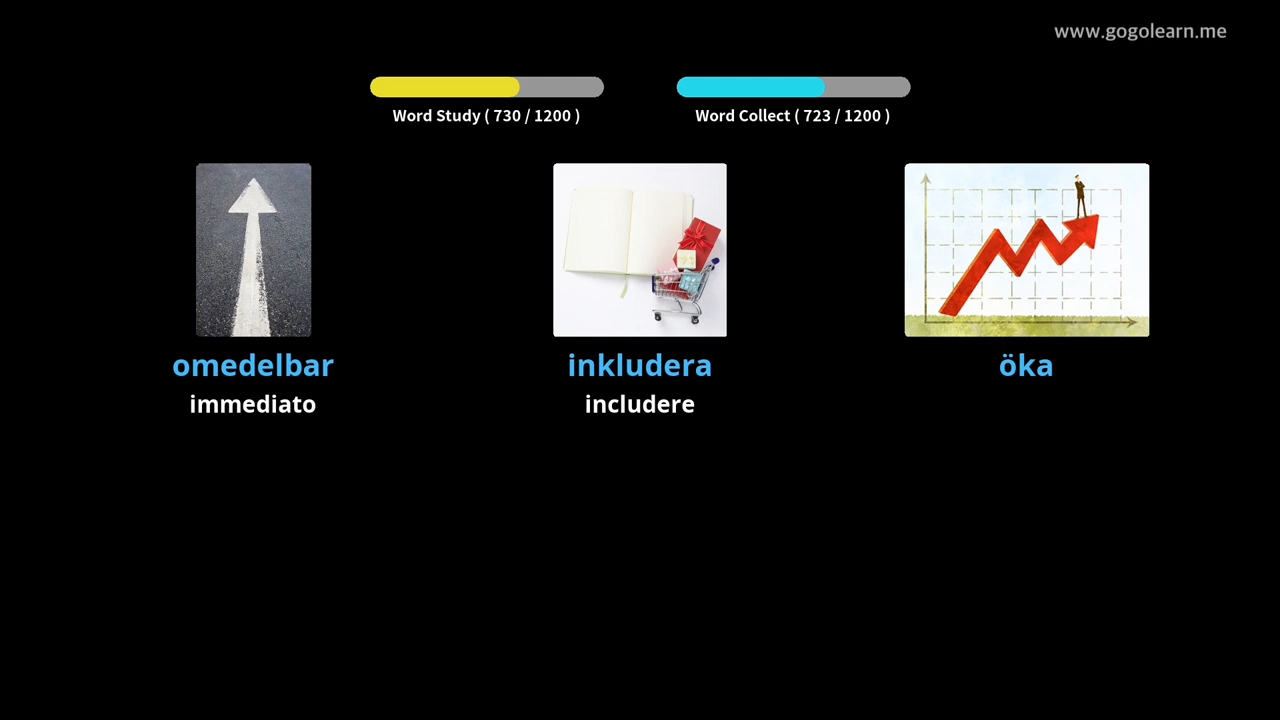 www.gogolearn.me
Word Study ( 730 / 1200 )
Word Collect ( 723 / 1200 )
omedelbar
immediato
inkludera
includere
öka